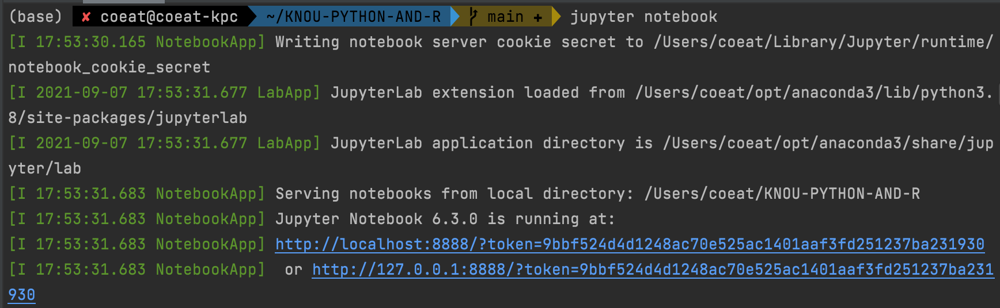 (base) ✘ coeat@coeat-kpc ~/KNOU-PYTHON-AND-R main + jupyter notebook
[I 17:53:30.165 NotebookApp] Writing notebook server cookie secret to /Users/coeat/Library/Jupyter/runtime/
notebook_cookie_secret
[I 2021-09-07 17:53:31.677 LabApp] JupyterLab extension loaded from /Users/coeat/opt/anaconda3/lib/python3.
8/site-packages/jupyterlab
[I 2021-09-07 17:53:31.677 LabApp] JupyterLab application directory is /Users/coeat/opt/anaconda3/share/jup
yter/lab
[I 17:53:31.683 NotebookApp] Serving notebooks from local directory: /Users/coeat/KNOU-PYTHON-AND-R
[I 17:53:31.683 NotebookApp] Jupyter Notebook 6.3.0 is running at:
[I 17:53:31.683 NotebookApp] http://localhost:8888/?token=9bbf524d4d1248ac70e525ac1401aaf3fd251237ba231930
[I 17:53:31.683 NotebookApp]  or http://127.0.0.1:8888/?token=9bbf524d4d1248ac70e525ac1401aaf3fd251237ba231
930